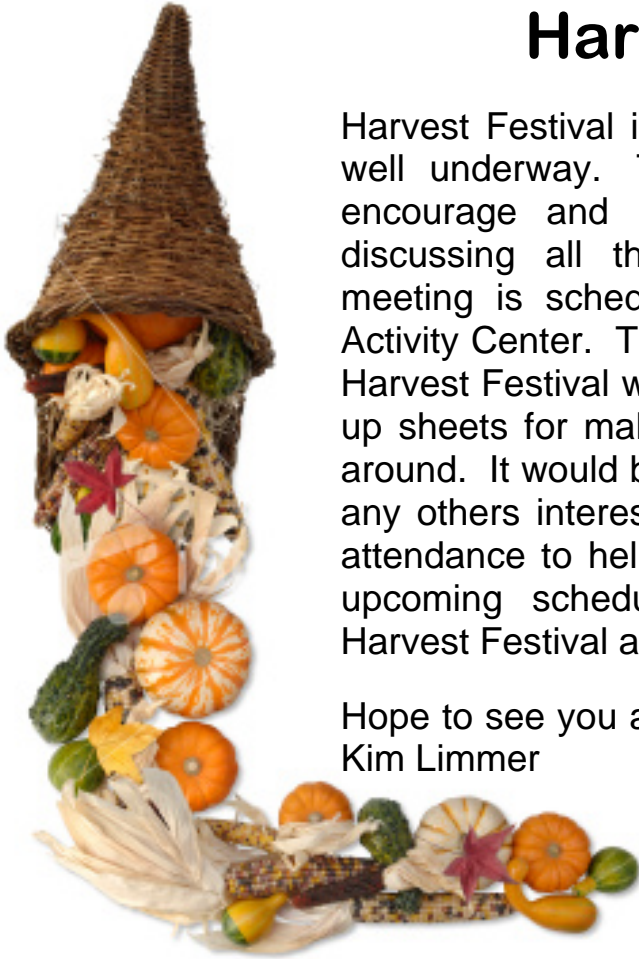 Har
Harvest Festival i
well underway. T
encourage and
discussing all th
meeting is sched
Activity Center. T
Harvest Festival w
up sheets for mal
around. It would b
any others interes
attendance to hel
upcoming schedu
Harvest Festival a
Hope to see you a
Kim Limmer